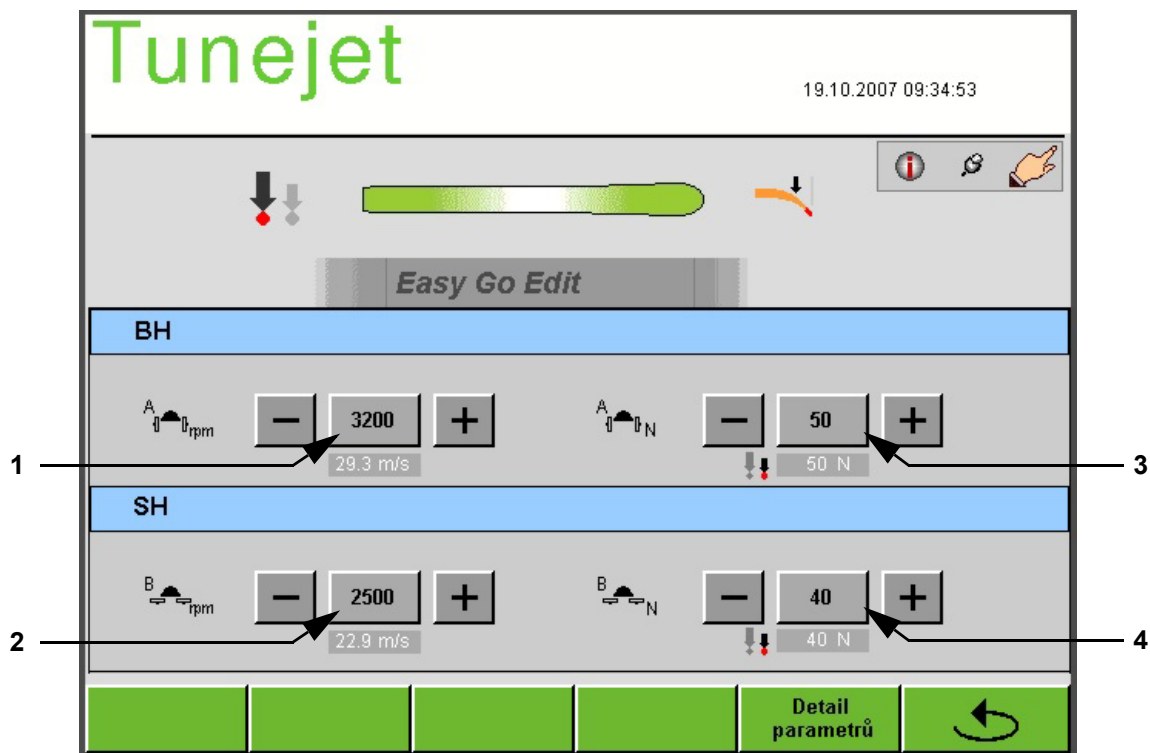 Tunejet
19.10.2007 09:34:53
Easy Go Edit
BH
A rpm
3200
A N
50
1
29.3 m/s
50 N
3
SH
B rpm
2500
B N
40
2
22.9 m/s
40 N
4
Detail
parametrů